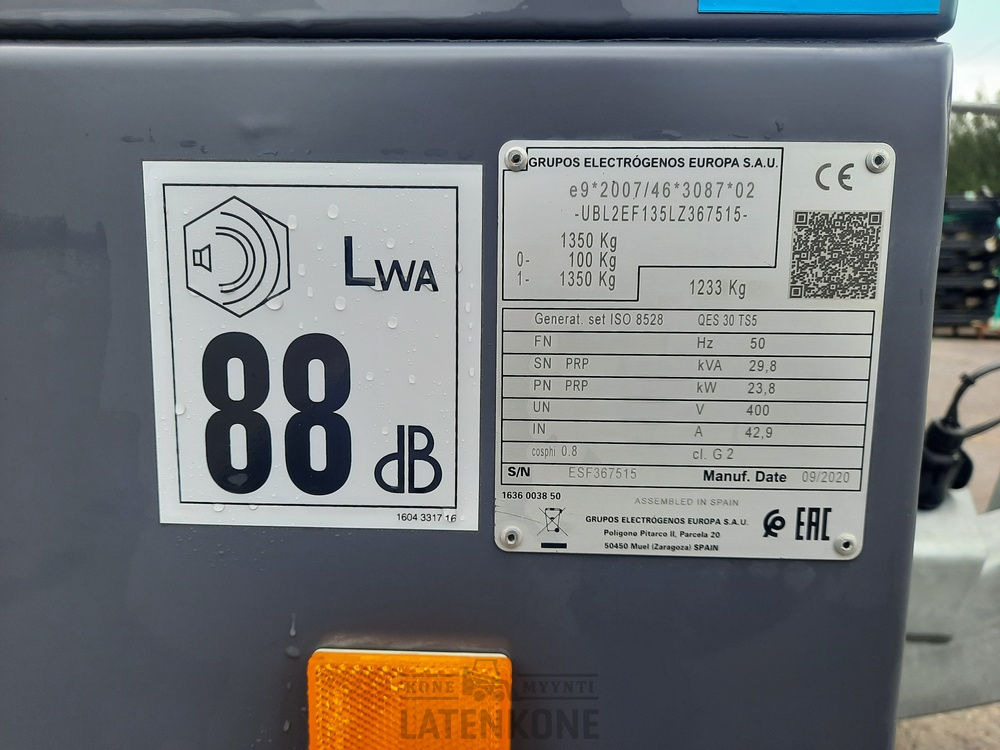 LWA
88
dB
1604 3317 16
GRUPOS ELECTRÓGENOS EUROPA S.A.U.
CE
e9*2007/46*3087*02
-UBL2EF135LZ367515-
1350 Kg
0- 100 Kg
1- 1350 Kg
1233 Kg
Generat. set ISO 8528 QES 30 TS5
FN Hz 50
SN PRP kVA 29,8
PN PRP kW 23,8
UN V 400
IN A 42,9
cosphi 0.8 cl. G 2
S/N ESF367515 Manuf. Date 09/2020
1636 0038 50
ASSEMBLED IN SPAIN
GRUPOS ELECTRÓGENOS EUROPA S.A.U.
Polígono Pitarco II, Parcela 20
50450 Muel (Zaragoza) SPAIN
EAC
KONE MYYNTI
LATENKONE